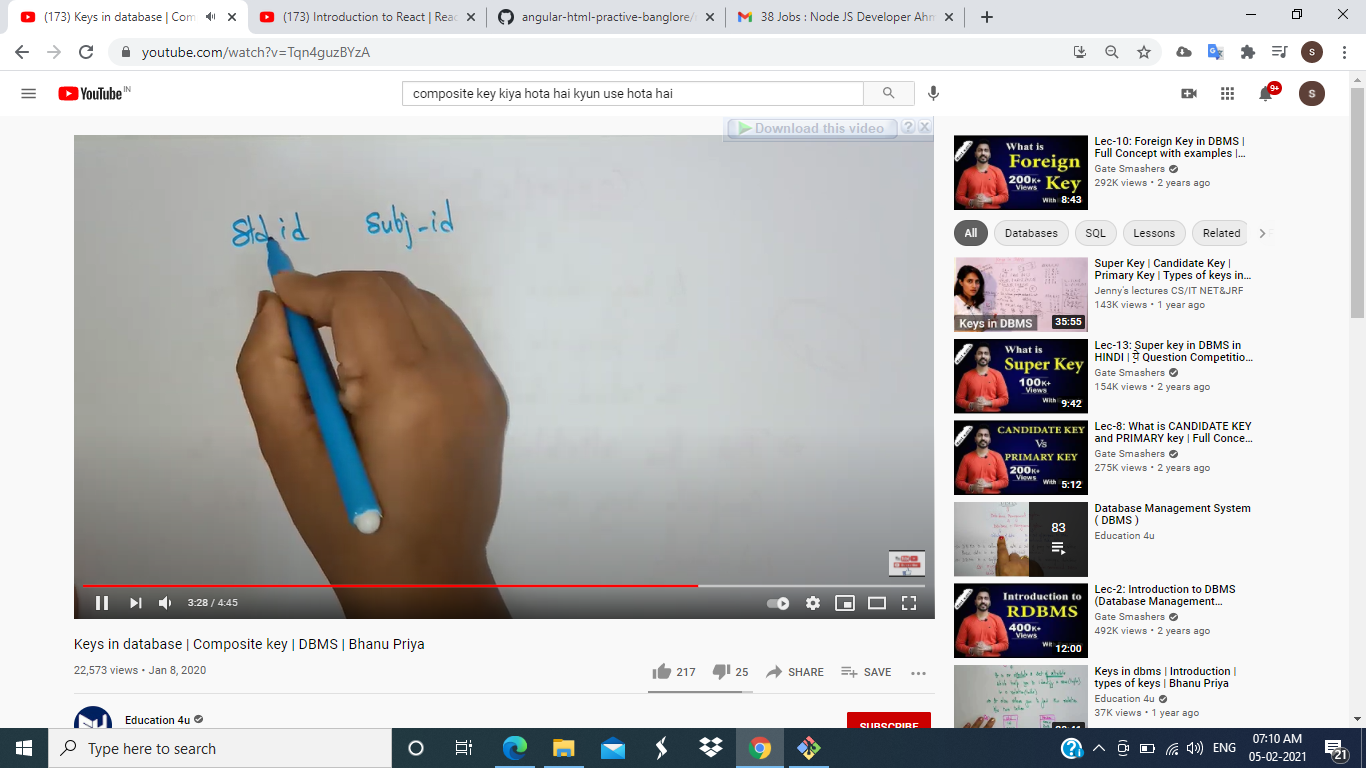 (173) Keys in database | Com
(173) Introduction to React | Reac
angular-html-practive-banglore/
38 Jobs : Node JS Developer Ahm
youtube.com/watch?v=Tqn4guzBYzA
S
YouTube IN
composite key kiya hota hai kyun use hota hai
9+
S
Download this video
Std id Subj-id
3:28 / 4:45
Keys in database | Composite key | DBMS | Bhanu Priya
22,573 views • Jan 8, 2020
217 25 SHARE SAVE
Education 4u
SUBSCRIBE
What is
Foreign
Key
200K+
Views
With
8:43
Lec-10: Foreign Key in DBMS |
Full Concept with examples |...
Gate Smashers
292K views • 2 years ago
All Databases SQL Lessons Related
Keys in DBMS
35:55
Super Key | Candidate Key |
Primary Key | Types of keys in...
Jenny's lectures CS/IT NET&JRF
143K views • 1 year ago
What is
Super Key
100K+
Views
With
9:42
Lec-13: Super key in DBMS in
HINDI | पूरे Question Competitio...
Gate Smashers
154K views • 2 years ago
CANDIDATE KEY
Vs
PRIMARY KEY
200K+
Views
With
5:12
Lec-8: What is CANDIDATE KEY
and PRIMARY key | Full Conce...
Gate Smashers
275K views • 2 years ago
83
Database Management System
( DBMS )
Education 4u
Introduction to
RDBMS
400K+
Views
12:00
Lec-2: Introduction to DBMS
(Database Management...
Gate Smashers
492K views • 2 years ago
Keys in dbms | Introduction |
types of keys | Bhanu Priya
Education 4u
37K views • 1 year ago
Type here to search
ENG
07:10 AM
05-02-2021
21